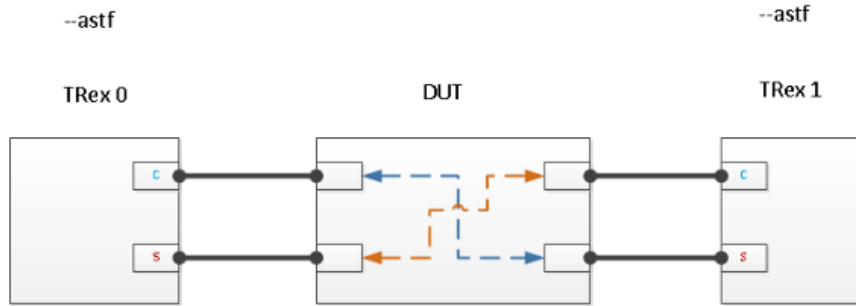 --astf
--astf
TRex 0
DUT
TRex 1
C
C
S
S